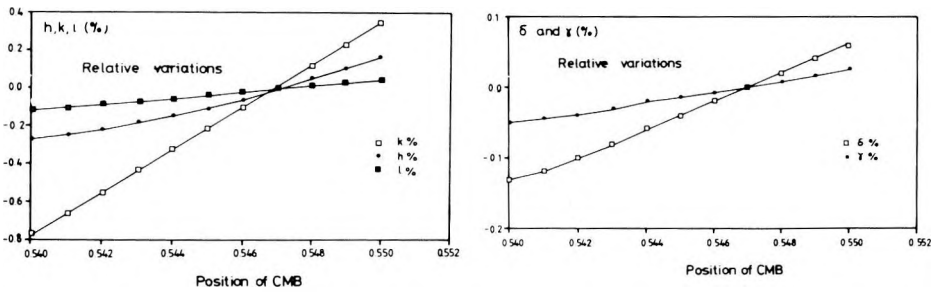 h, k, l (%)
Relative variations
0.4
0.2
0.0
-0.2
-0.4
-0.6
-0.8
k %
h %
l %
0.540
0.542
0.544
0.546
0.548
0.550
0.552
Position of CMB
δ and γ (%)
Relative variations
0.1
0.0
-0.1
-0.2
δ %
γ %
0.540
0.542
0.544
0.546
0.548
0.550
0.552
Position of CMB